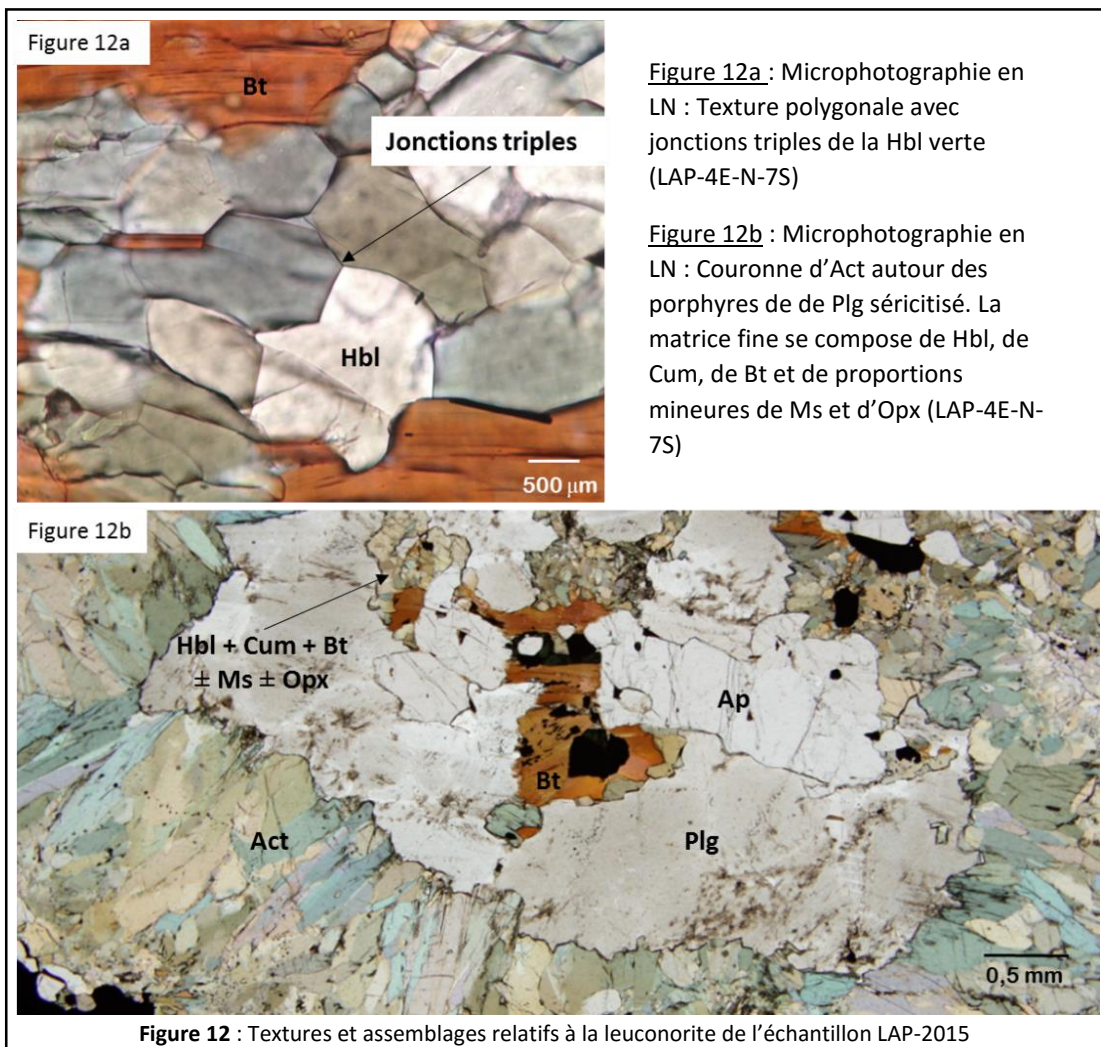 Figure 12a
Bt
Jonctions triples
Hbl
500 µm
Figure 12a : Microphotographie en
LN : Texture polygonale avec
jonctions triples de la Hbl verte
(LAP-4E-N-7S)
Figure 12b : Microphotographie en
LN : Couronne d’Act autour des
porphyres de de Plg séricitisé. La
matrice fine se compose de Hbl, de
Cum, de Bt et de proportions
mineures de Ms et d’Opx (LAP-4E-N-
7S)
Figure 12b
Hbl + Cum + Bt
± Ms ± Opx
Ap
Bt
Act
Plg
0,5 mm
Figure 12 : Textures et assemblages relatifs à la leuconorite de l’échantillon LAP-2015